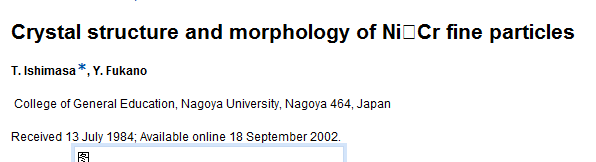 Crystal structure and morphology of Ni□Cr fine particles
T. Ishimasa *, Y. Fukano
College of General Education, Nagoya University, Nagoya 464, Japan
Received 13 July 1984; Available online 18 September 2002.
图